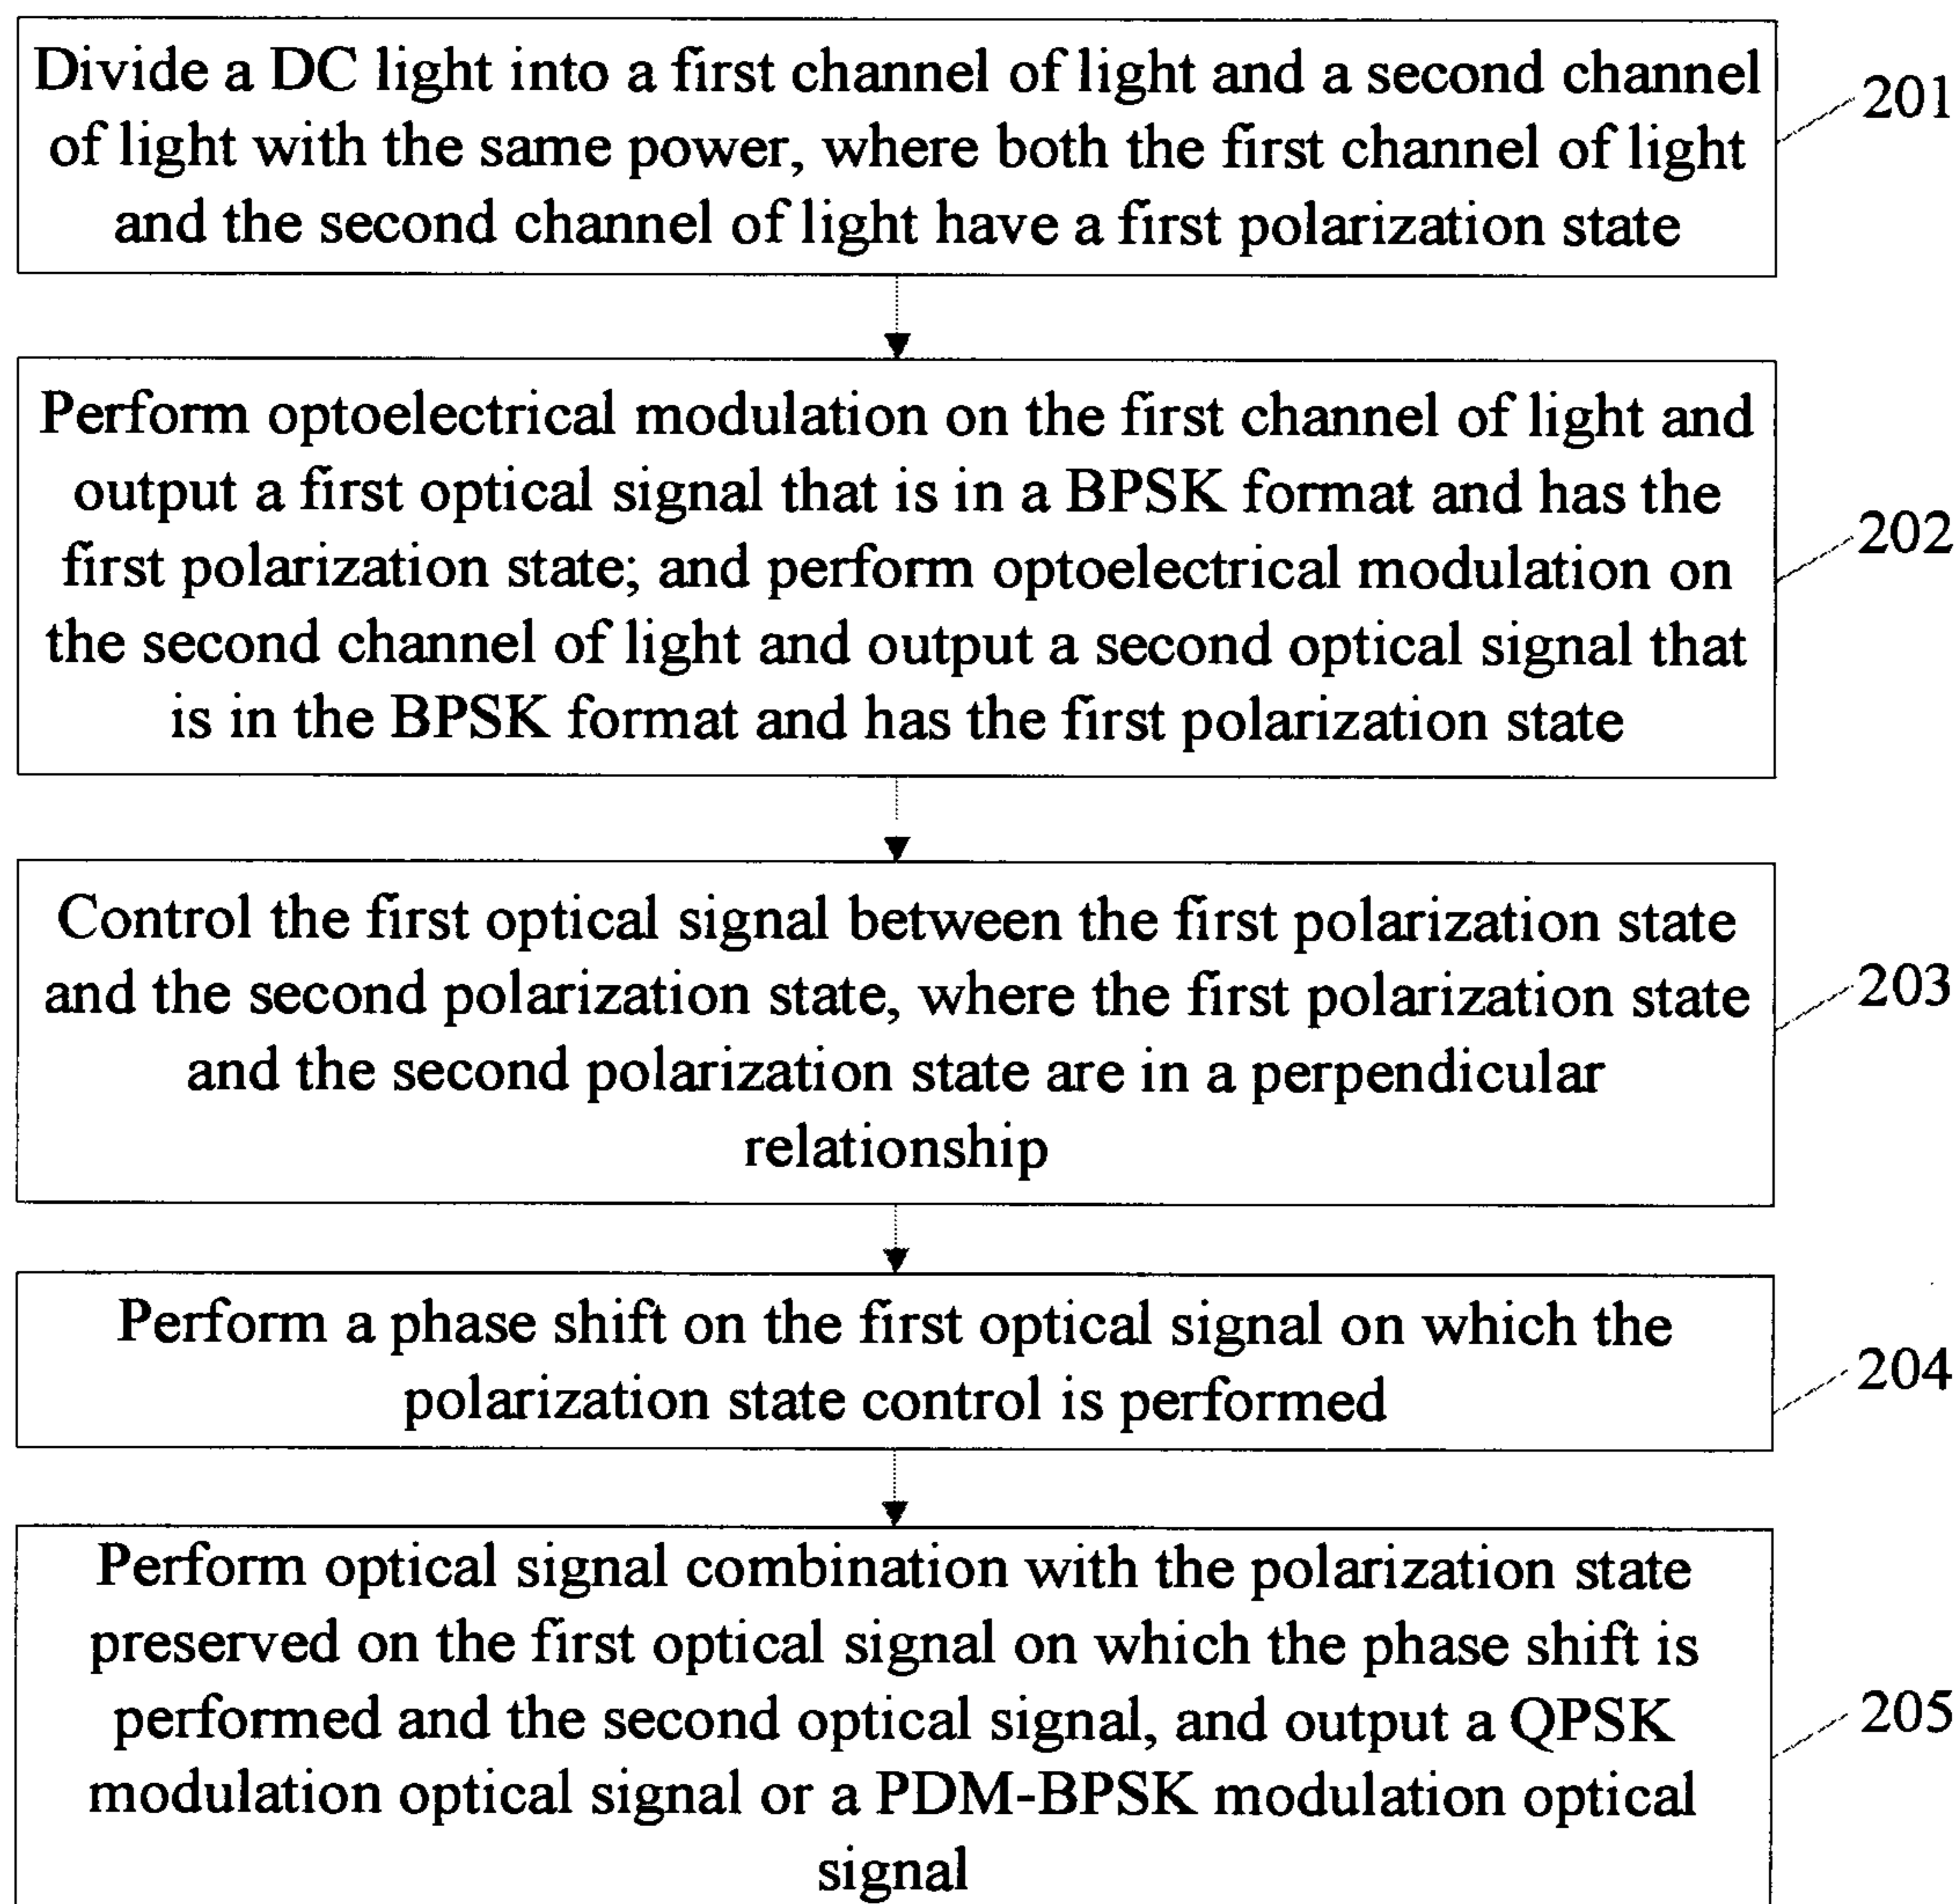 Divide a DC light into a first channel of light and a second channel
of light with the same power, where both the first channel of light
and the second channel of light have a first polarization state
201
Perform optoelectrical modulation on the first channel of light and
output a first optical signal that is in a BPSK format and has the
first polarization state; and perform optoelectrical modulation on
the second channel of light and output a second optical signal that
is in the BPSK format and has the first polarization state
202
Control the first optical signal between the first polarization state
and the second polarization state, where the first polarization state
and the second polarization state are in a perpendicular
relationship
203
Perform a phase shift on the first optical signal on which the
polarization state control is performed
204
Perform optical signal combination with the polarization state
preserved on the first optical signal on which the phase shift is
performed and the second optical signal, and output a QPSK
modulation optical signal or a PDM-BPSK modulation optical
signal
205